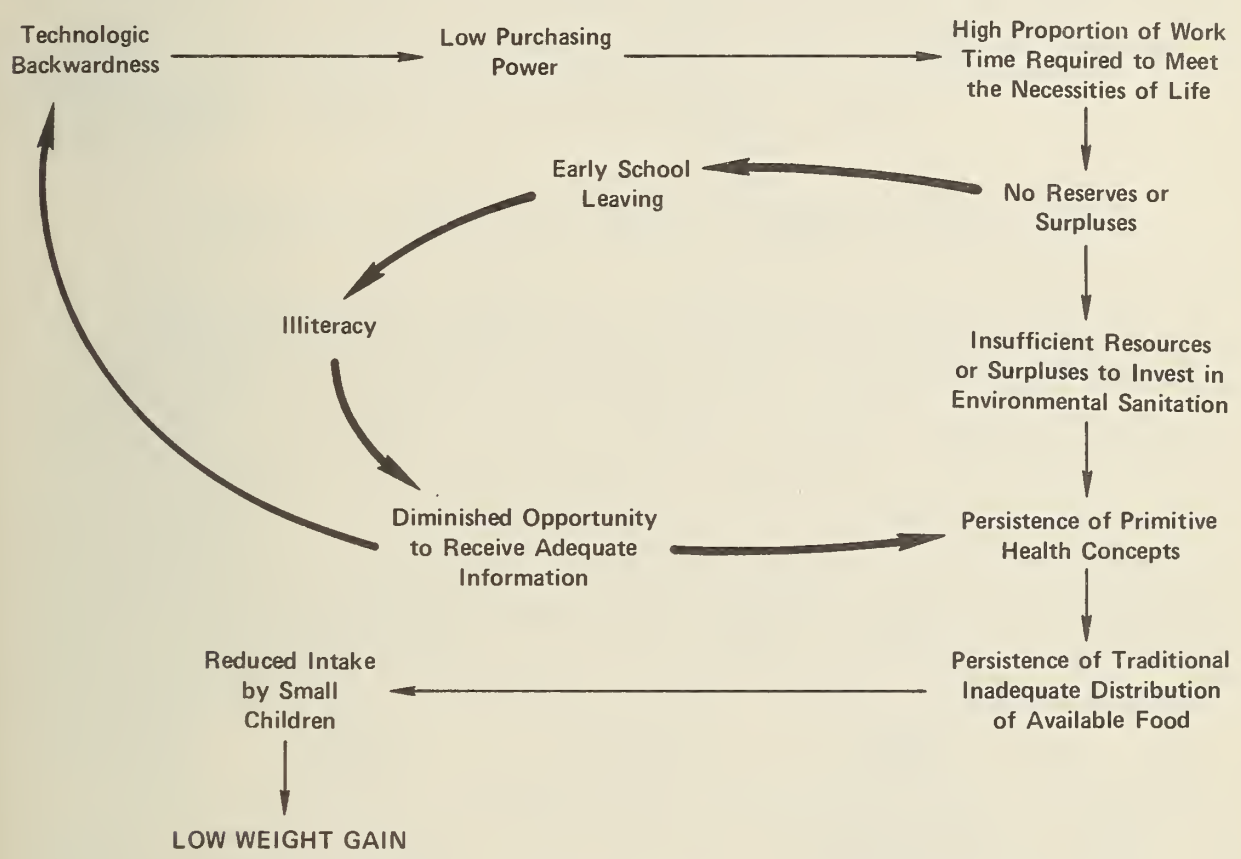 Technologic
Backwardness
Low Purchasing
Power
High Proportion of Work
Time Required to Meet
the Necessities of Life
Early School
Leaving
No Reserves or
Surpluses
Illiteracy
Insufficient Resources
or Surpluses to Invest in
Environmental Sanitation
Diminished Opportunity
to Receive Adequate
Information
Persistence of Primitive
Health Concepts
Reduced Intake
by Small
Children
Persistence of Traditional
Inadequate Distribution
of Available Food
LOW WEIGHT GAIN